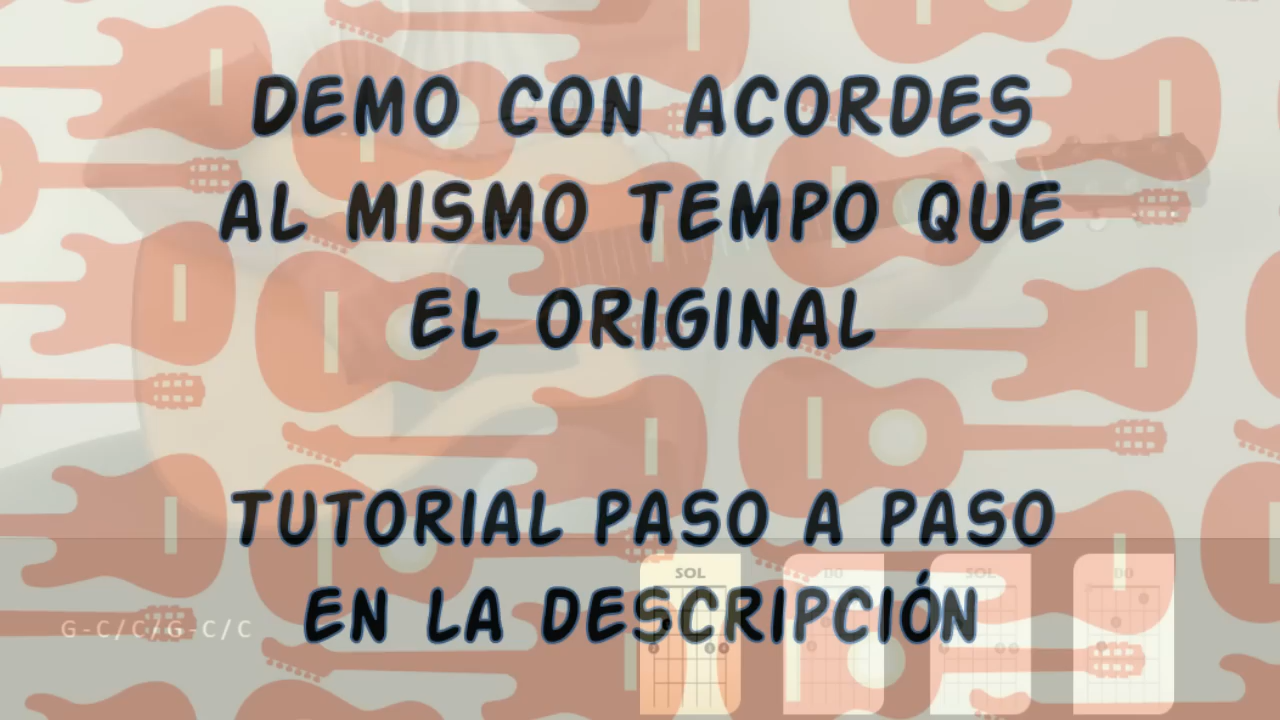 DEMO CON ACORDES
AL MISMO TEMPO QUE
EL ORIGINAL
TUTORIAL PASO A PASO
EN LA DESCRIPCIÓN
SOL DO SOL DO
G-C/C/G-C/C